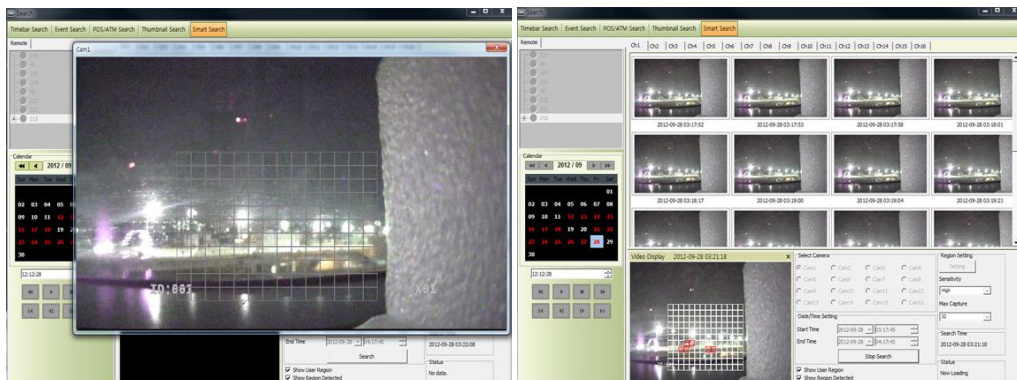 Search
Timebar Search Event Search POS/ATM Search Thumbnail Search Smart Search
Remote
Cam1
215
Calendar
2012 / 09
02 03 04 05
09 10 11 12
16 17 18 19
23 24 25 26
30
12:12:28
ID:001
X01
End Time 2012-09-28 04:17:45
Search
Show User Region
Show Region Detected
2012-09-28 03:22:08
Status
No data.
Search
Timebar Search Event Search POS/ATM Search Thumbnail Search Smart Search
Remote
215
Ch1 Ch2 Ch3 Ch4 Ch5 Ch6 Ch7 Ch8 Ch9 Ch10 Ch11 Ch12 Ch13 Ch14 Ch15 Ch16
2012-09-28 03:17:52 2012-09-28 03:17:53 2012-09-28 03:17:58 2012-09-28 03:18:01
2012-09-28 03:18:17 2012-09-28 03:19:00 2012-09-28 03:19:04 2012-09-28 03:19:21
Calendar
2012 / 09
Sun Mon Tue Wed Thu Fri Sat
01
02 03 04 05 06 07 08
09 10 11 12 13 14 15
16 17 18 19 20 21 22
23 24 25 26 27 28 29
30
12:12:28
Video Display 2012-09-28 03:21:18 x
Select Camera
Cam1 Cam2 Cam3 Cam4
Cam5 Cam6 Cam7 Cam8
Cam9 Cam10 Cam11 Cam12
Cam13 Cam14 Cam15 Cam16
Date/Time Setting
Start Time 2012-09-28 03:17:45
End Time 2012-09-28 04:17:45
Stop Search
Show User Region
Show Region Detected
Region Setting
Setting
Sensitivity
High
Max Capture
32
Search Time
2012-09-28 03:21:18
Status
Now Loading